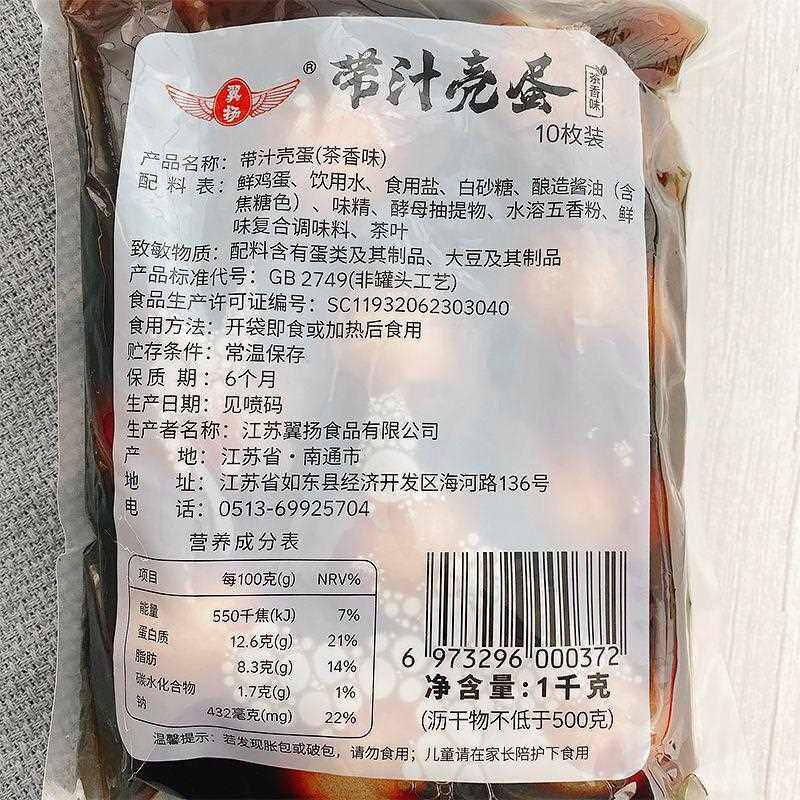 翼扬
®
带汁壳蛋
茶香味
10枚装
产品名称：带汁壳蛋(茶香味)
配 料 表：鲜鸡蛋、饮用水、食用盐、白砂糖、酿造酱油（含
焦糖色）、味精、酵母抽提物、水溶五香粉、鲜
味复合调味料、茶叶
致敏物质：配料含有蛋类及其制品、大豆及其制品
产品标准代号：GB 2749(非罐头工艺)
食品生产许可证编号：SC11932062303040
食用方法：开袋即食或加热后食用
贮存条件：常温保存
保 质 期：6个月
生产日期：见喷码
生产者名称：江苏翼扬食品有限公司
产 地：江苏省·南通市
地 址：江苏省如东县经济开发区海河路136号
电 话：0513-69925704
营养成分表
项目 每100克(g) NRV%
能量 550千焦(kJ) 7%
蛋白质 12.6克(g) 21%
脂肪 8.3克(g) 14%
碳水化合物 1.7克(g) 1%
钠 432毫克(mg) 22%
6 973296 000372
净含量:1千克
(沥干物不低于500克)
温馨提示：若发现胀包或破包，请勿食用；儿童请在家长陪护下食用